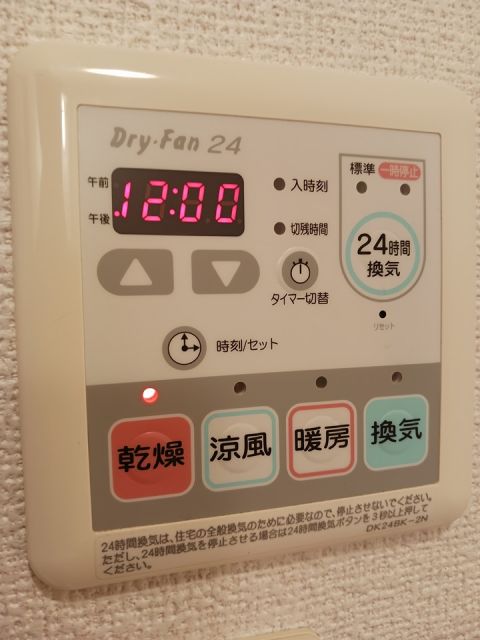 Dry・Fan 24
午前
午後
12:00
入時刻
切残時間
タイマー切替
標準 一時停止
24時間
換気
リセット
時刻/セット
乾燥 涼風 暖房 換気
24時間換気は、住宅の全般換気のために必要なので、停止させないでください。
ただし、24時間換気を停止させる場合は24時間換気ボタンを3秒以上押して
ください。
DK24BK-2N